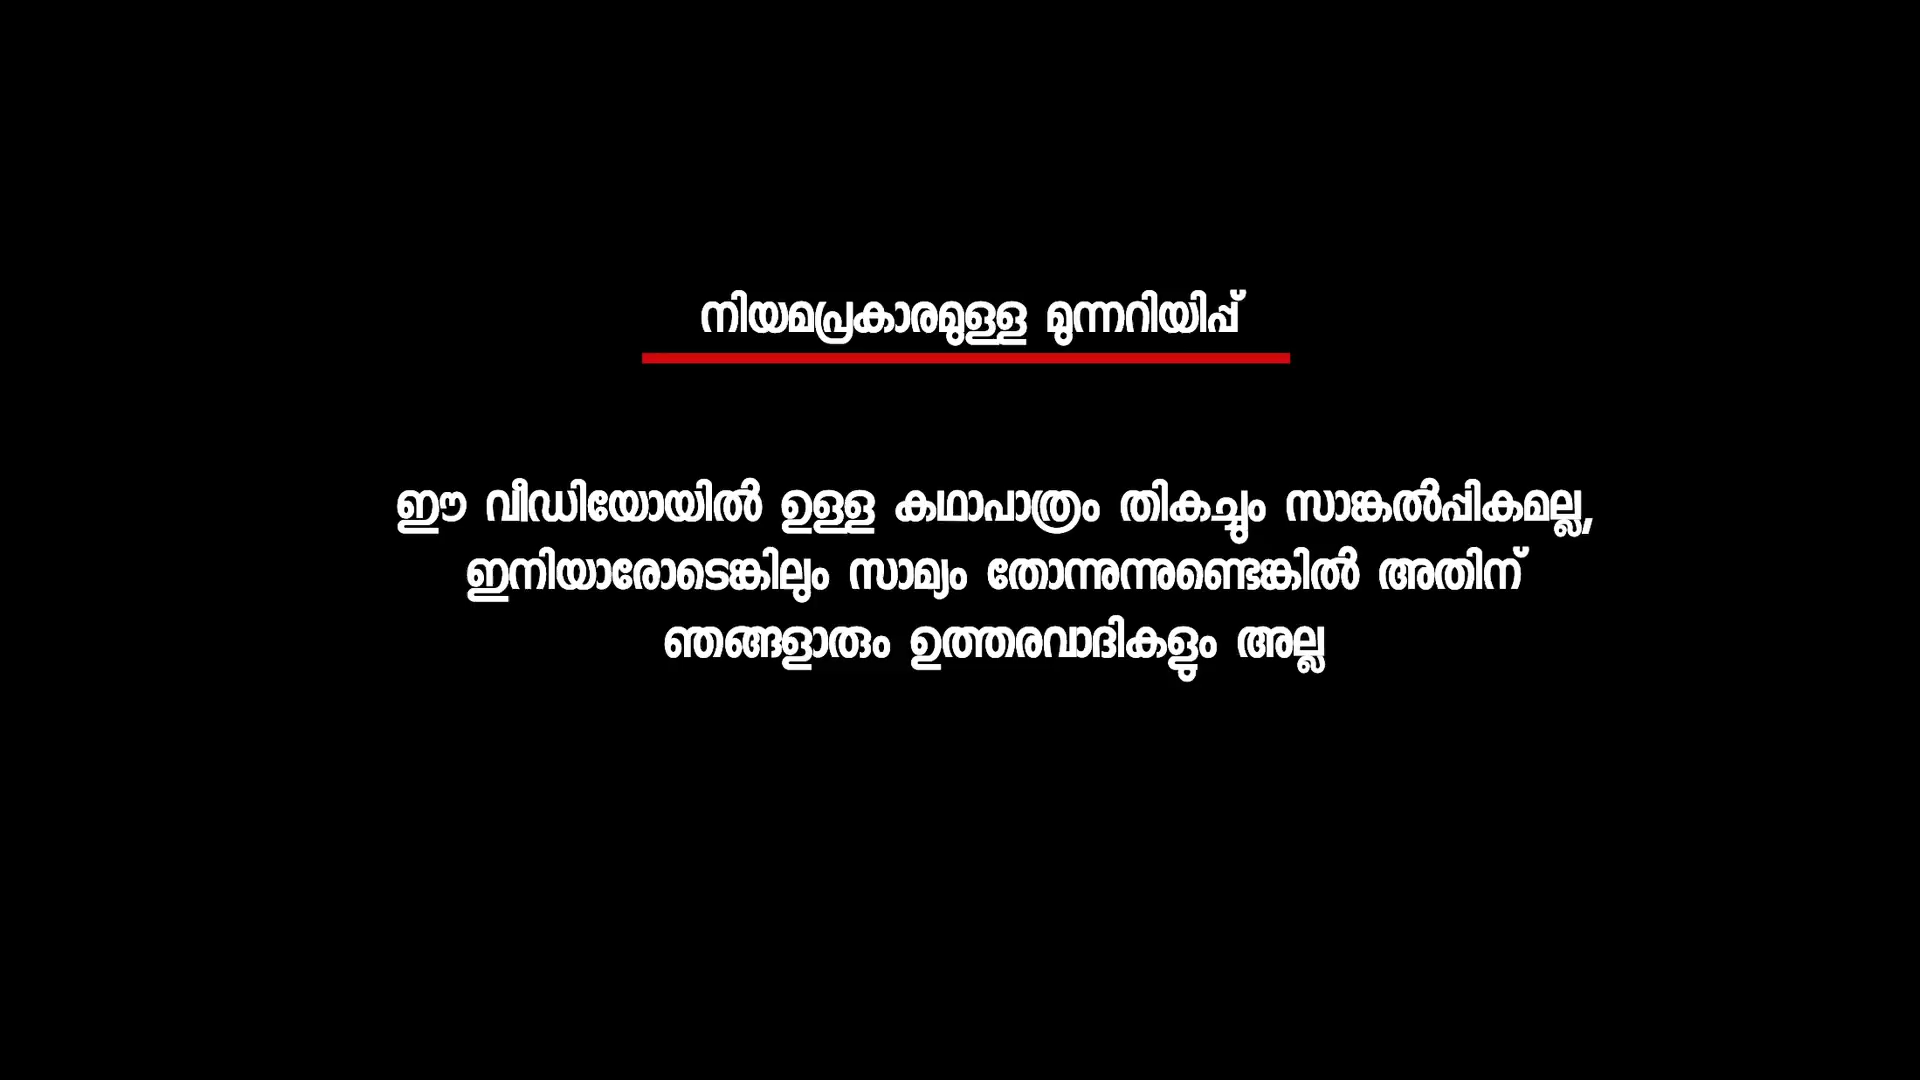 നിയമപ്രകാരമുള്ള മുന്നറിയിപ്പ്
ഈ വീഡിയോയിൽ ഉള്ള കഥാപാത്രം തികച്ചും സാങ്കൽപ്പികമല്ല,
ഇനിയാരോടെങ്കിലും സാമ്യം തോന്നുന്നുണ്ടെങ്കിൽ അതിന്
ഞങ്ങളാരും ഉത്തരവാദികളും അല്ല